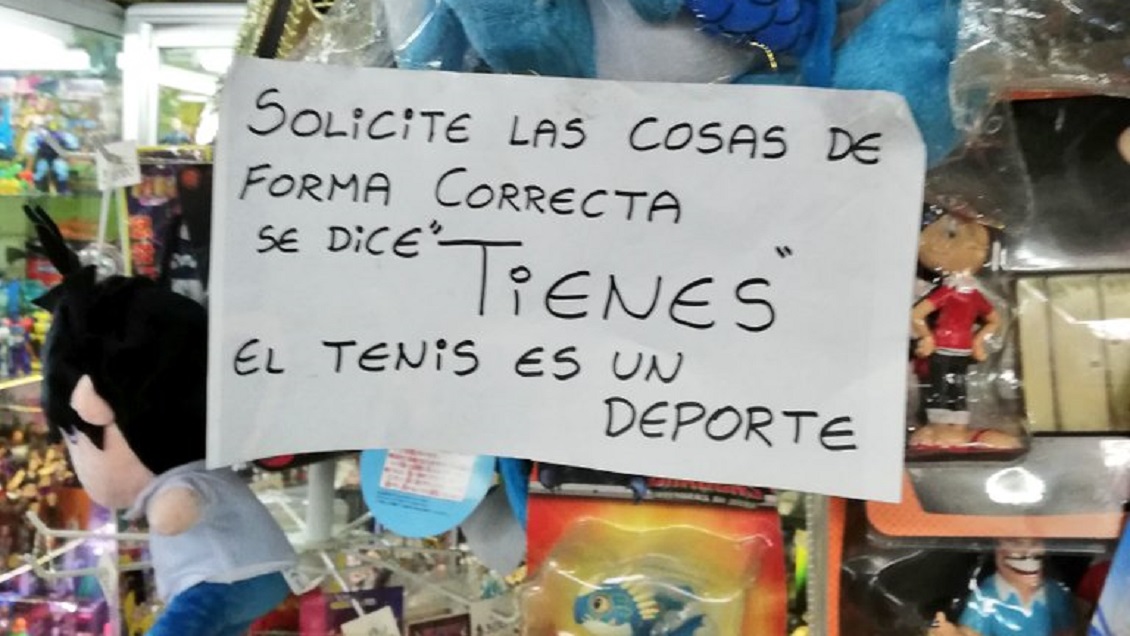 SOLICITE LAS COSAS DE
FORMA CORRECTA
SE DICE "TIENES"
EL TENIS ES UN
DEPORTE